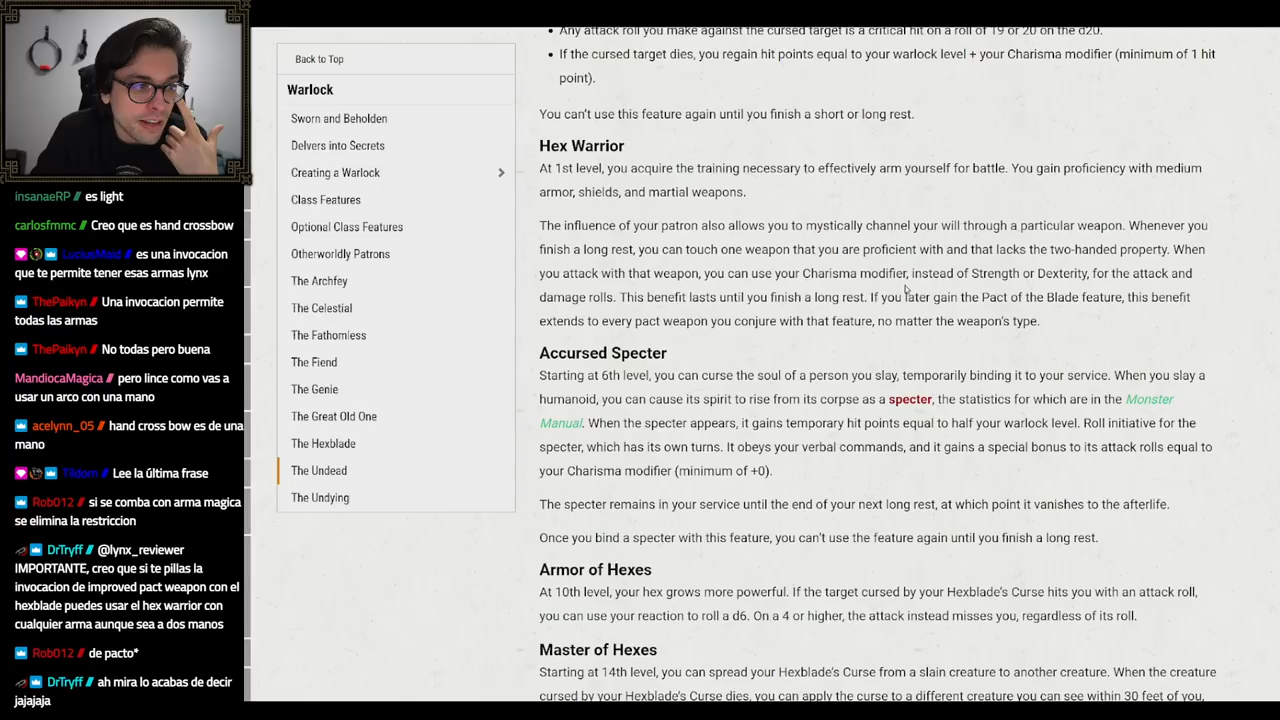 Back to Top
Warlock
Sworn and Beholden
Delvers into Secrets
Creating a Warlock
Class Features
Optional Class Features
Otherworldly Patrons
The Archfey
The Celestial
The Fathomless
The Fiend
The Genie
The Great Old One
The Hexblade
The Undead
The Undying
insanaeRP // es light
carlosfmmc // Creo que es hand crossbow
LuciusMaid // es una invocacion
que te permite tener esas armas lynx
ThePaikyn // Una invocacion permite
todas las armas
ThePaikyn // No todas pero buena
MandiocaMagica // pero lince como vas a
usar un arco con una mano
acelynn_05 // hand cross bow es de una
mano
Tildom // Lee la última frase
Rob012 // si se comba con arma magica
se elimina la restriccion
DrTryff // @lynx_reviewer
IMPORTANTE, creo que si te pillas la
invocacion de improved pact weapon con el
hexblade puedes usar el hex warrior con
cualquier arma aunque sea a dos manos
Rob012 // de pacto*
DrTryff // ah mira lo acabas de decir
jajajaja
• Any attack roll you make against the cursed target is a critical hit on a roll of 19 or 20 on the d20.
• If the cursed target dies, you regain hit points equal to your warlock level + your Charisma modifier (minimum of 1 hit
point).
You can't use this feature again until you finish a short or long rest.
Hex Warrior
At 1st level, you acquire the training necessary to effectively arm yourself for battle. You gain proficiency with medium
armor, shields, and martial weapons.
The influence of your patron also allows you to mystically channel your will through a particular weapon. Whenever you
finish a long rest, you can touch one weapon that you are proficient with and that lacks the two-handed property. When
you attack with that weapon, you can use your Charisma modifier, instead of Strength or Dexterity, for the attack and
damage rolls. This benefit lasts until you finish a long rest. If you later gain the Pact of the Blade feature, this benefit
extends to every pact weapon you conjure with that feature, no matter the weapon's type.
Accursed Specter
Starting at 6th level, you can curse the soul of a person you slay, temporarily binding it to your service. When you slay a
humanoid, you can cause its spirit to rise from its corpse as a specter, the statistics for which are in the Monster
Manual. When the specter appears, it gains temporary hit points equal to half your warlock level. Roll initiative for the
specter, which has its own turns. It obeys your verbal commands, and it gains a special bonus to its attack rolls equal to
your Charisma modifier (minimum of +0).
The specter remains in your service until the end of your next long rest, at which point it vanishes to the afterlife.
Once you bind a specter with this feature, you can't use the feature again until you finish a long rest.
Armor of Hexes
At 10th level, your hex grows more powerful. If the target cursed by your Hexblade's Curse hits you with an attack roll,
you can use your reaction to roll a d6. On a 4 or higher, the attack instead misses you, regardless of its roll.
Master of Hexes
Starting at 14th level, you can spread your Hexblade's Curse from a slain creature to another creature. When the creature
cursed by your Hexblade's Curse dies, you can apply the curse to a different creature you can see within 30 feet of you,